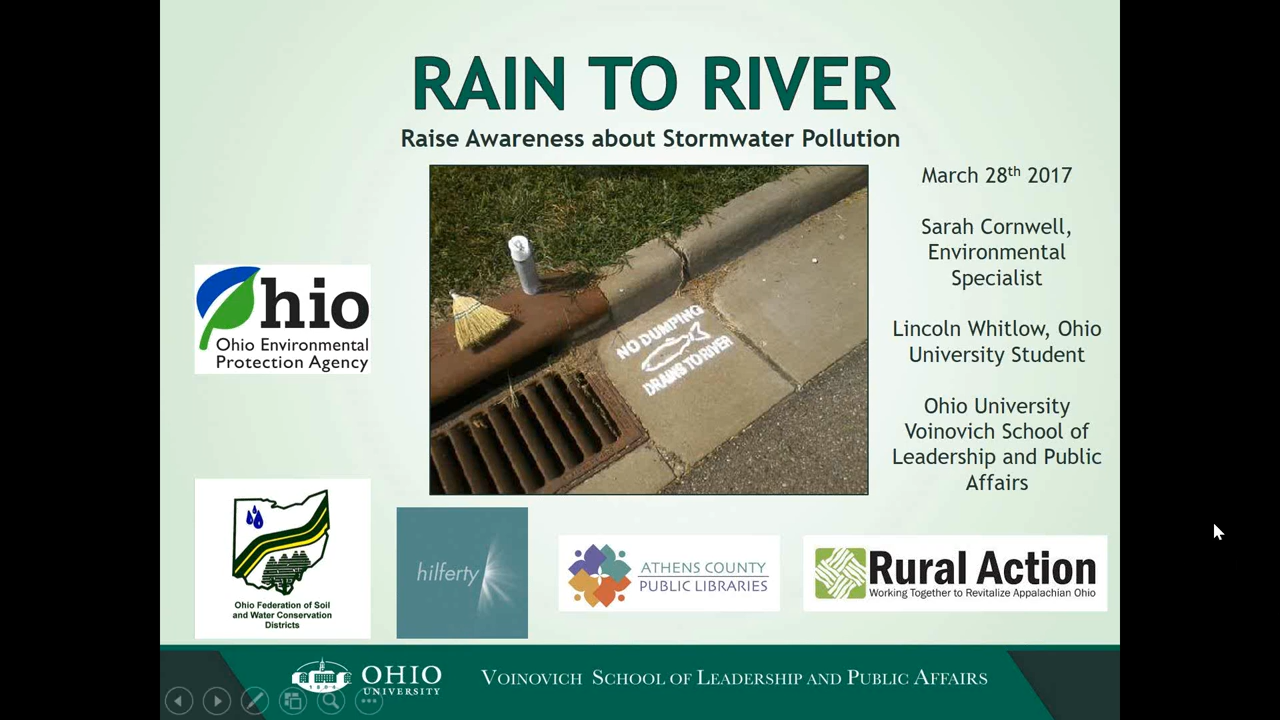 RAIN TO RIVER
Raise Awareness about Stormwater Pollution
March 28th 2017
Sarah Cornwell,
Environmental
Specialist
Lincoln Whitlow, Ohio
University Student
Ohio University
Voinovich School of
Leadership and Public
Affairs
NO DUMPING
DRAINS TO RIVER
Ohio
Ohio Environmental
Protection Agency
Ohio Federation of Soil
and Water Conservation
Districts
hilferty
ATHENS COUNTY
PUBLIC LIBRARIES
Rural Action
Working Together to Revitalize Appalachian Ohio
1804
OHIO
UNIVERSITY
VOINOVICH SCHOOL OF LEADERSHIP AND PUBLIC AFFAIRS